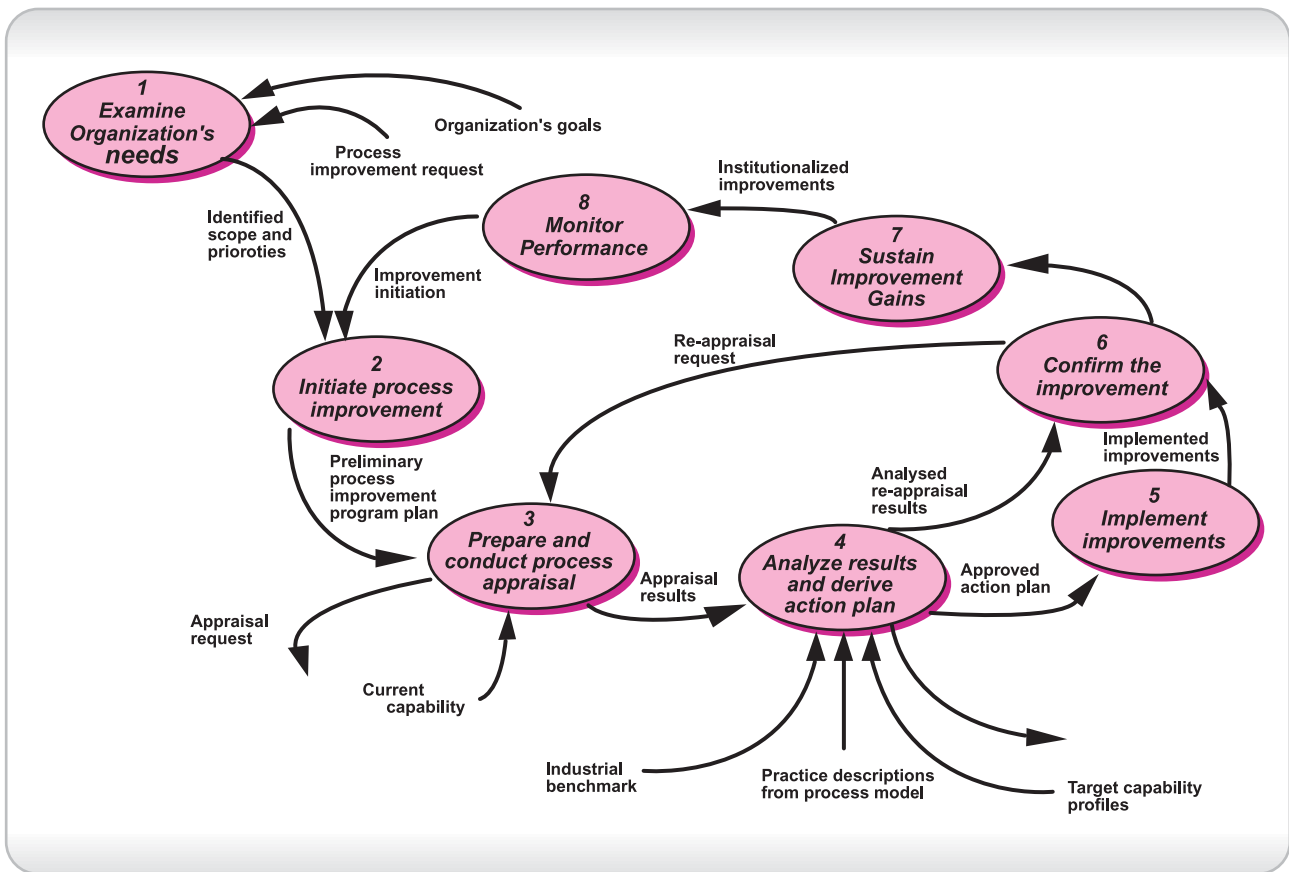 1
Examine
Organization's
needs
Organization's goals
Process
improvement request
Institutionalized
improvements
8
Monitor
Performance
7
Sustain
Improvement
Gains
Identified
scope and
prioroties
Improvement
initiation
2
Initiate process
improvement
Re-appraisal
request
6
Confirm the
improvement
Preliminary
process
improvement
program plan
Analysed
re-appraisal
results
Implemented
improvements
5
Implement
improvements
3
Prepare and
conduct process
appraisal
Appraisal
results
4
Analyze results
and derive
action plan
Approved
action plan
Appraisal
request
Current
capability
Industrial
benchmark
Practice descriptions
from process model
Target capability
profiles